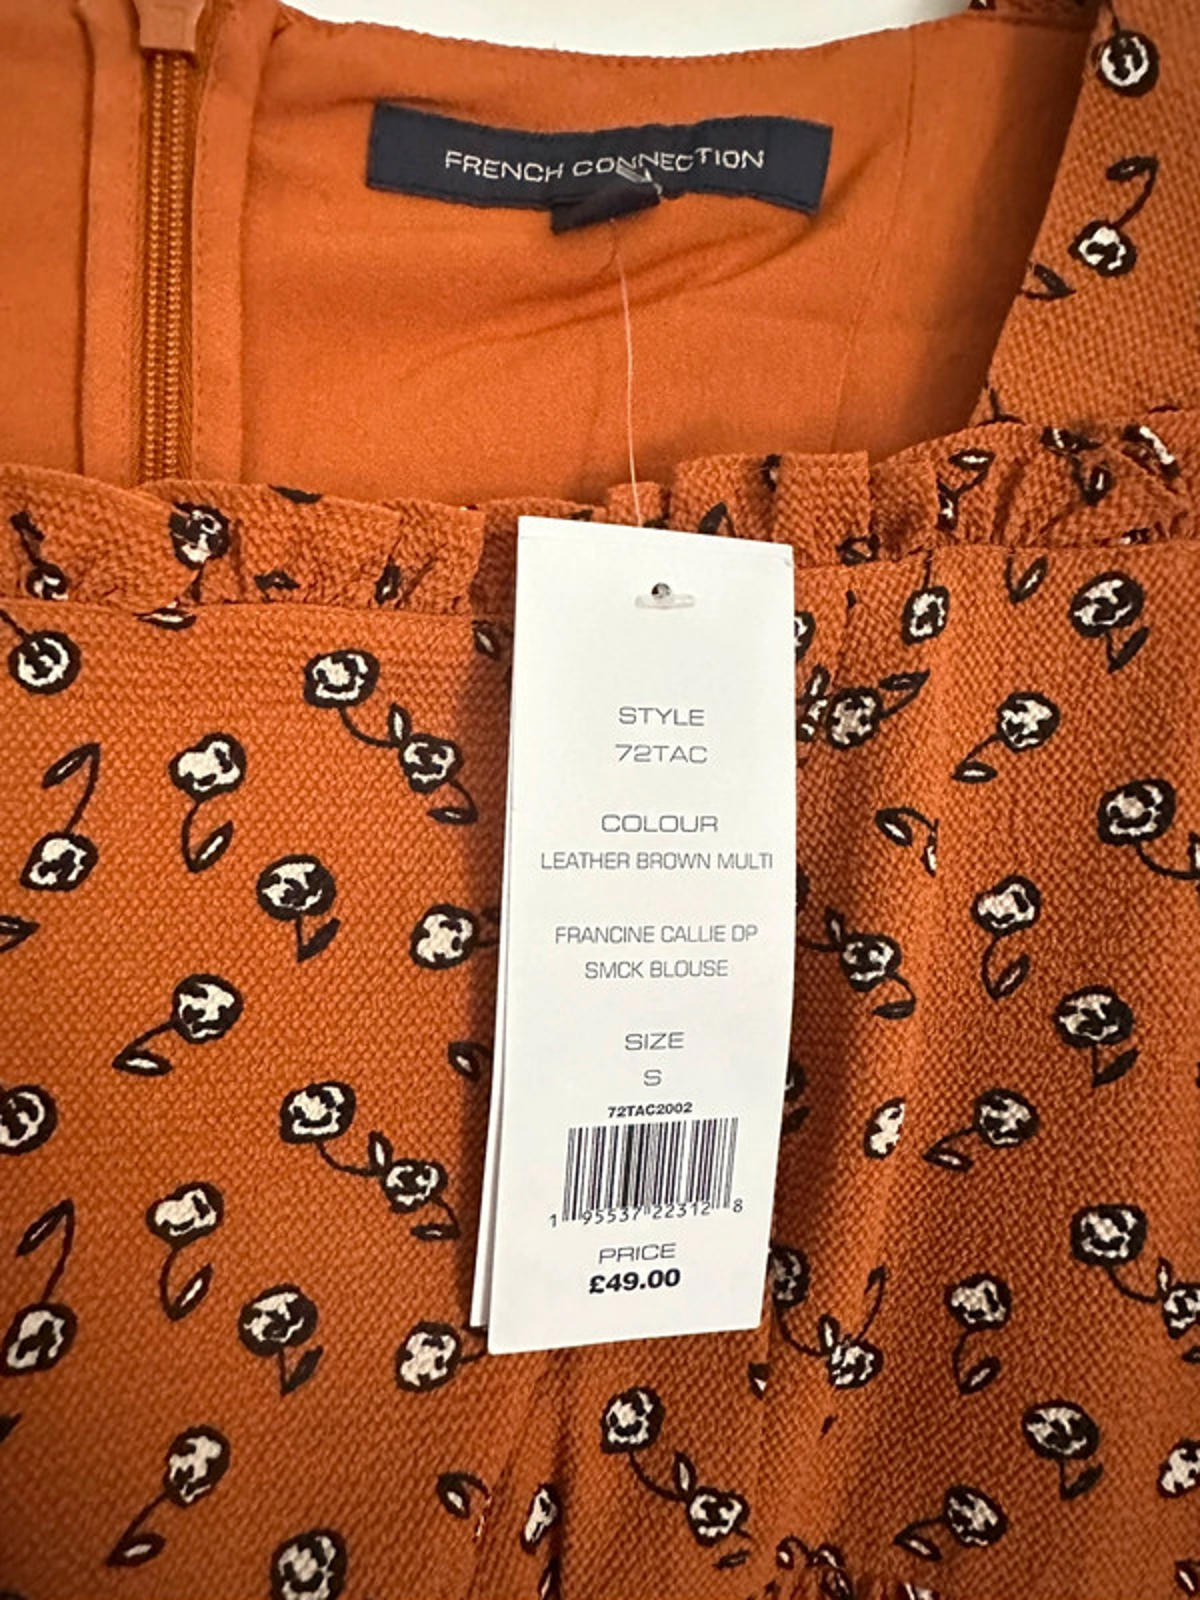 FRENCH CONNECTION
STYLE
72TAC
COLOUR
LEATHER BROWN MULTI
FRANCINE CALLIE DP
SMCK BLOUSE
SIZE
S
72TAC2002
1 95537 22312 8
PRICE
£49.00